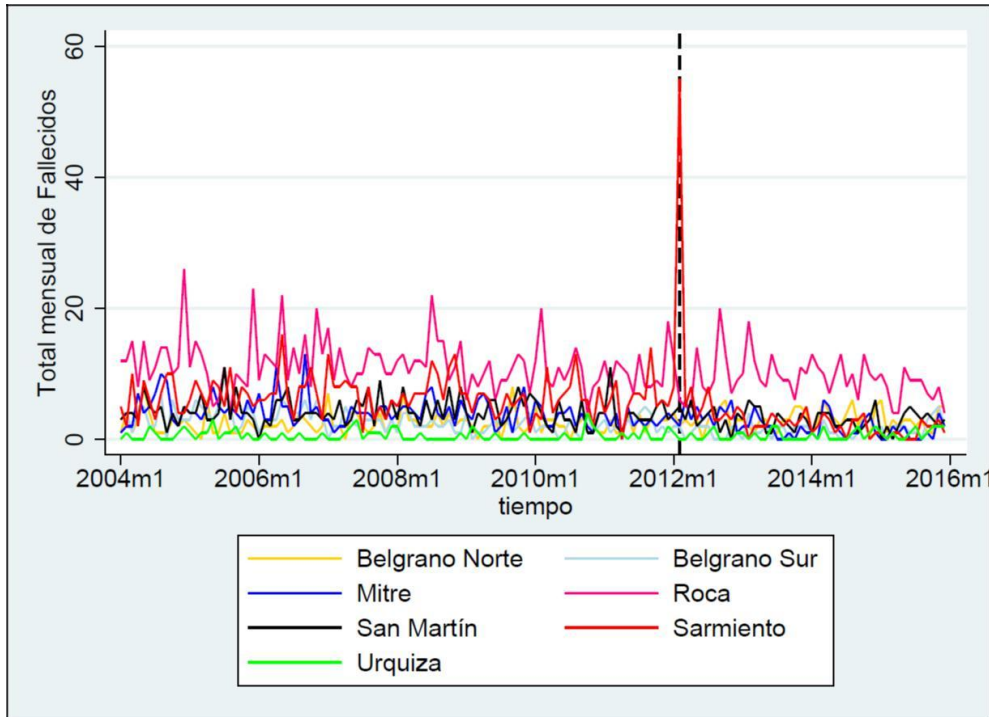 Total mensual de Fallecidos
60
40
20
0
2004m1 2006m1 2008m1 2010m1 2012m1 2014m1 2016m1
tiempo
Belgrano Norte Belgrano Sur
Mitre Roca
San Martín Sarmiento
Urquiza